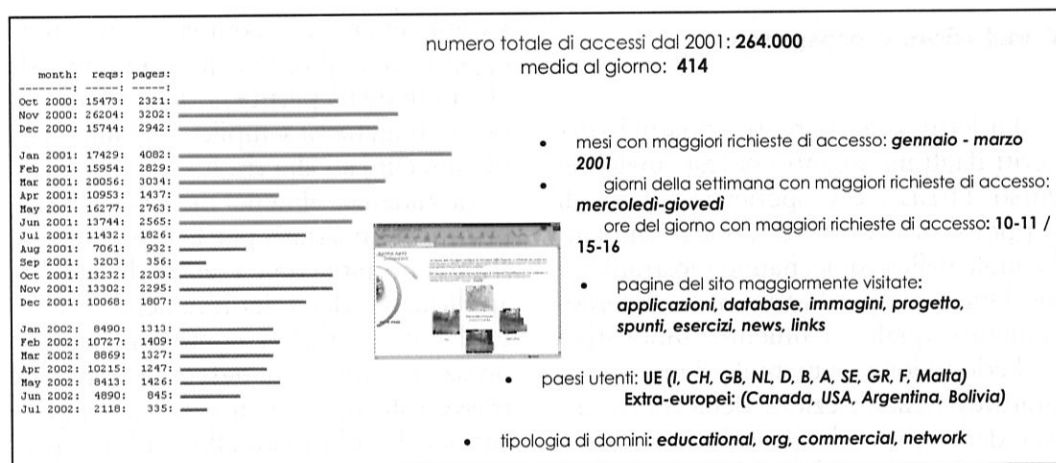 numero totale di accessi dal 2001: 264.000
media al giorno: 414
month: reqs: pages:
--------: -----: -----:
Oct 2000: 15473: 2321:
Nov 2000: 26204: 3202:
Dec 2000: 15744: 2942:
Jan 2001: 17429: 4082:
Feb 2001: 15954: 2829:
Mar 2001: 20056: 3034:
Apr 2001: 10953: 1437:
May 2001: 16277: 2763:
Jun 2001: 13744: 2565:
Jul 2001: 11432: 1826:
Aug 2001: 7061: 932:
Sep 2001: 3203: 356:
Oct 2001: 13232: 2203:
Nov 2001: 13302: 2295:
Dec 2001: 10068: 1807:
Jan 2002: 8490: 1313:
Feb 2002: 10727: 1409:
Mar 2002: 8869: 1327:
Apr 2002: 10215: 1247:
May 2002: 8413: 1426:
Jun 2002: 4890: 845:
Jul 2002: 2118: 335:
• mesi con maggiori richieste di accesso: gennaio - marzo
2001
• giorni della settimana con maggiori richieste di accesso:
mercoledì-giovedì
• ore del giorno con maggiori richieste di accesso: 10-11 /
15-16
• pagine del sito maggiormente visitate:
applicazioni, database, immagini, progetto,
spunti, esercizi, news, links
• paesi utenti: UE (I, CH, GB, NL, D, B, A, SE, GR, F, Malta)
Extra-europei: (Canada, USA, Argentina, Bolivia)
• tipologia di domini: educational, org, commercial, network